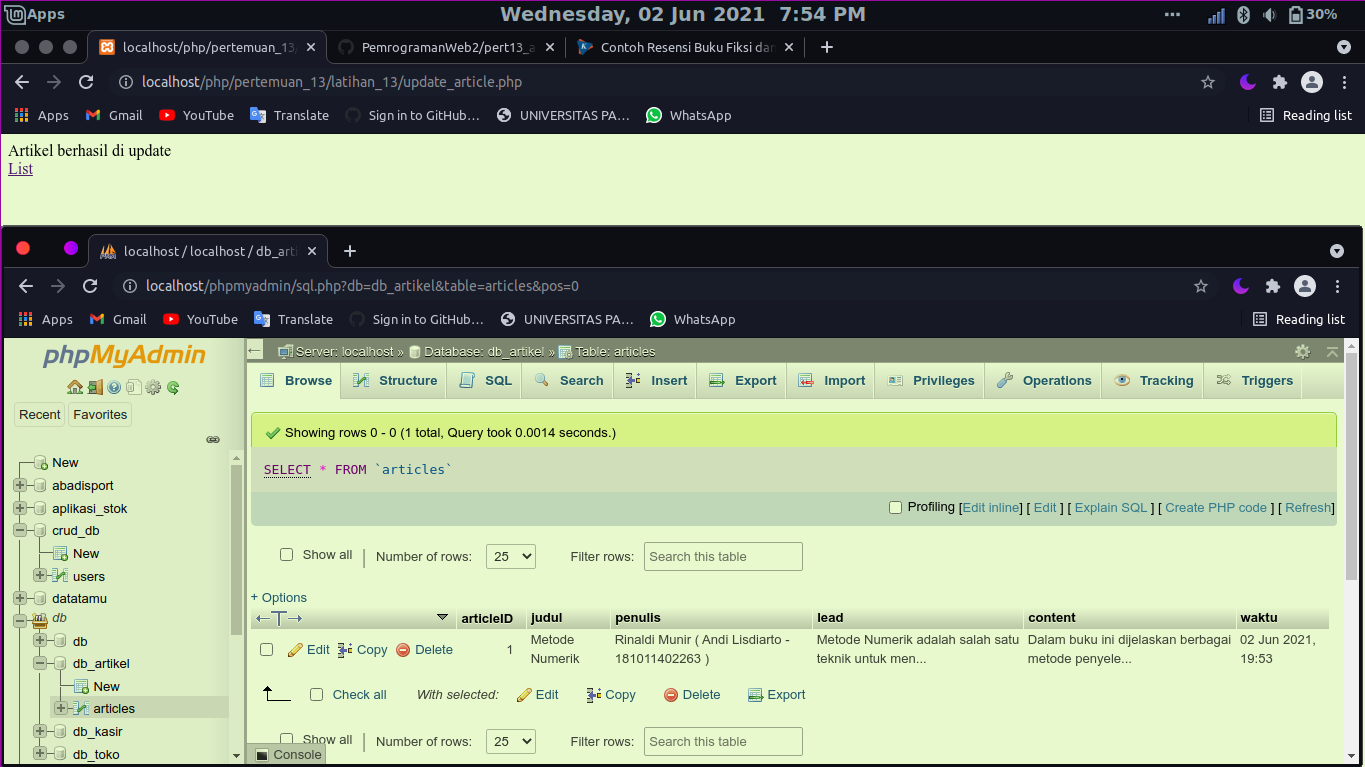 Apps Wednesday, 02 Jun 2021 7:54 PM 30%
localhost/php/pertemuan_13/ PemrogramanWeb2/pert13_a Contoh Resensi Buku Fiksi dan
localhost/php/pertemuan_13/latihan_13/update_article.php
Apps Gmail YouTube Translate Sign in to GitHub... UNIVERSITAS PA... WhatsApp Reading list
Artikel berhasil di update
List
localhost / localhost / db_arti
localhost/phpmyadmin/sql.php?db=db_artikel&table=articles&pos=0
Apps Gmail YouTube Translate Sign in to GitHub... UNIVERSITAS PA... WhatsApp Reading list
phpMyAdmin
Recent Favorites
New
abadisport
aplikasi_stok
crud_db
New
users
datatamu
db
db
db_artikel
New
articles
db_kasir
db_toko
Server: localhost » Database: db_artikel » Table: articles
Browse Structure SQL Search Insert Export Import Privileges Operations Tracking Triggers
Showing rows 0 - 0 (1 total, Query took 0.0014 seconds.)
SELECT * FROM `articles`
Profiling [Edit inline] [ Edit ] [ Explain SQL ] [ Create PHP code ] [ Refresh]
Show all | Number of rows: 25 Filter rows: Search this table
+ Options
articleID judul penulis lead content waktu
Edit Copy Delete 1 Metode Rinaldi Munir ( Andi Lisdiarto - Metode Numerik adalah salah satu Dalam buku ini dijelaskan berbagai 02 Jun 2021,
Numerik 181011402263 ) teknik untuk men... metode penyele... 19:53
Check all With selected: Edit Copy Delete Export
Show all | Number of rows: 25 Filter rows: Search this table
Console